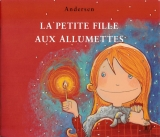 Andersen
LA PETITE FILLE
AUX ALLUMETTES